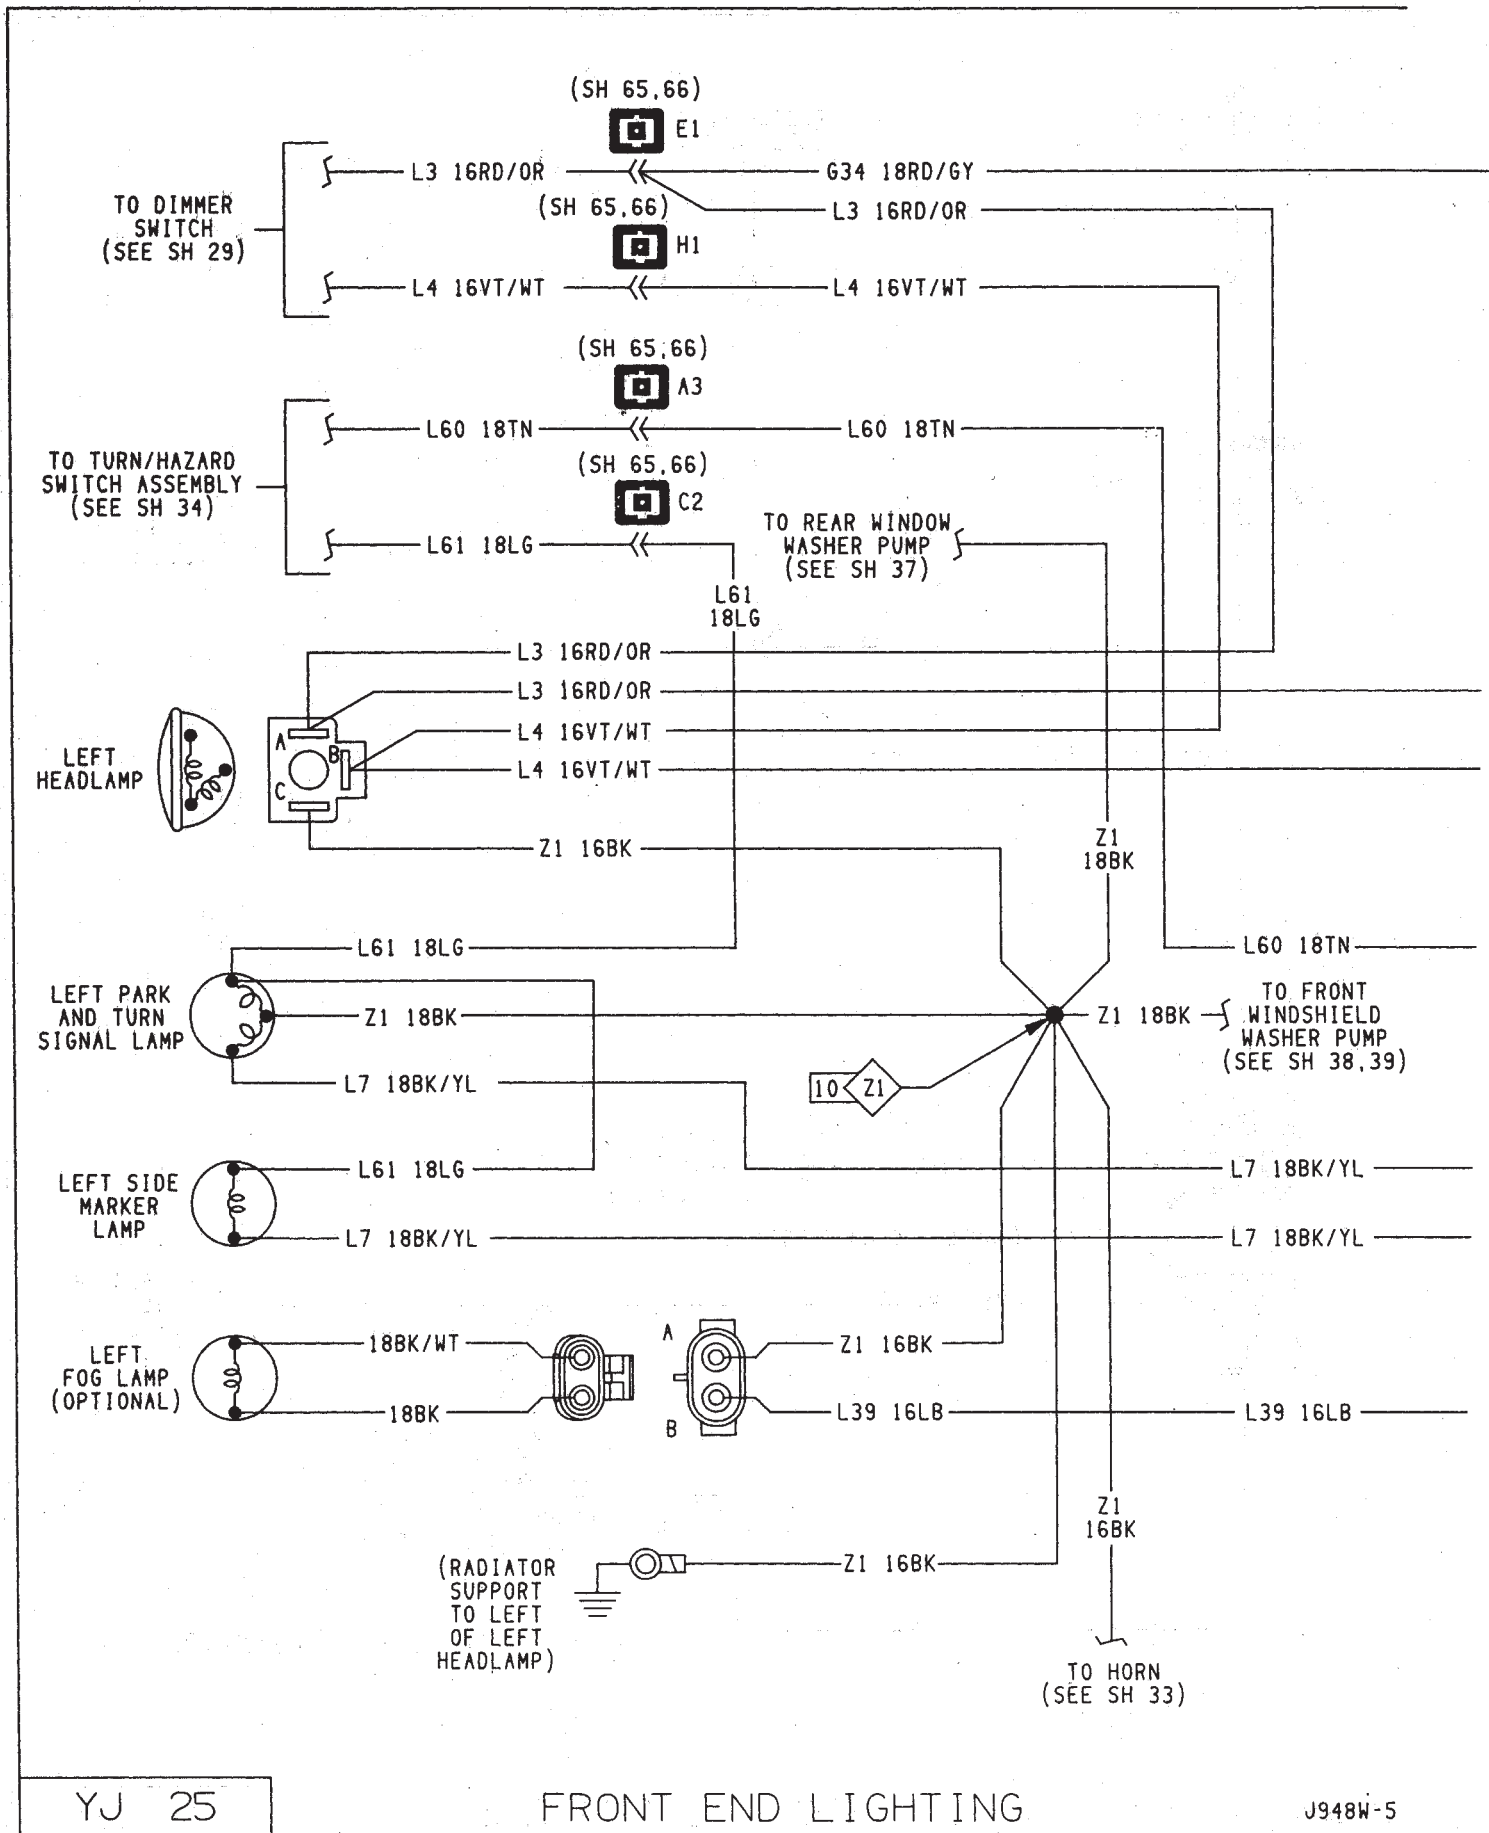 (SH 65,66)
E1
L3 16RD/OR
G34 18RD/GY
L3 16RD/OR
TO DIMMER
SWITCH
(SEE SH 29)
(SH 65,66)
H1
L4 16VT/WT
L4 16VT/WT
(SH 65,66)
A3
L60 18TN
L60 18TN
TO TURN/HAZARD
SWITCH ASSEMBLY
(SEE SH 34)
(SH 65,66)
C2
L61 18LG
TO REAR WINDOW
WASHER PUMP
(SEE SH 37)
L61
18LG
L3 16RD/OR
L3 16RD/OR
L4 16VT/WT
L4 16VT/WT
LEFT
HEADLAMP
A
B
C
Z1 16BK
Z1
18BK
L61 18LG
L60 18TN
LEFT PARK
AND TURN
SIGNAL LAMP
Z1 18BK
Z1 18BK
TO FRONT
WINDSHIELD
WASHER PUMP
(SEE SH 38,39)
L7 18BK/YL
10 Z1
LEFT SIDE
MARKER
LAMP
L61 18LG
L7 18BK/YL
L7 18BK/YL
L7 18BK/YL
LEFT
FOG LAMP
(OPTIONAL)
18BK/WT
18BK
A
B
Z1 16BK
L39 16LB
L39 16LB
Z1
16BK
(RADIATOR
SUPPORT
TO LEFT
OF LEFT
HEADLAMP)
Z1 16BK
TO HORN
(SEE SH 33)
YJ 25
FRONT END LIGHTING
J948W-5